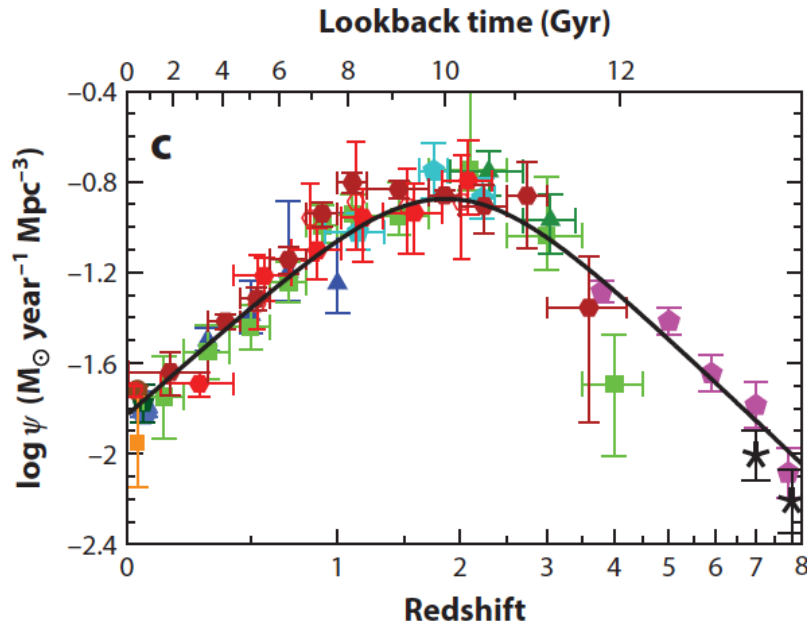 Lookback time (Gyr)
0 2 4 6 8 10 12
−0.4
C
−0.8
−1.2
−1.6
−2
−2.4
log ψ (M⊙ year−1 Mpc−3)
0 1 2 3 4 5 6 7 8
Redshift